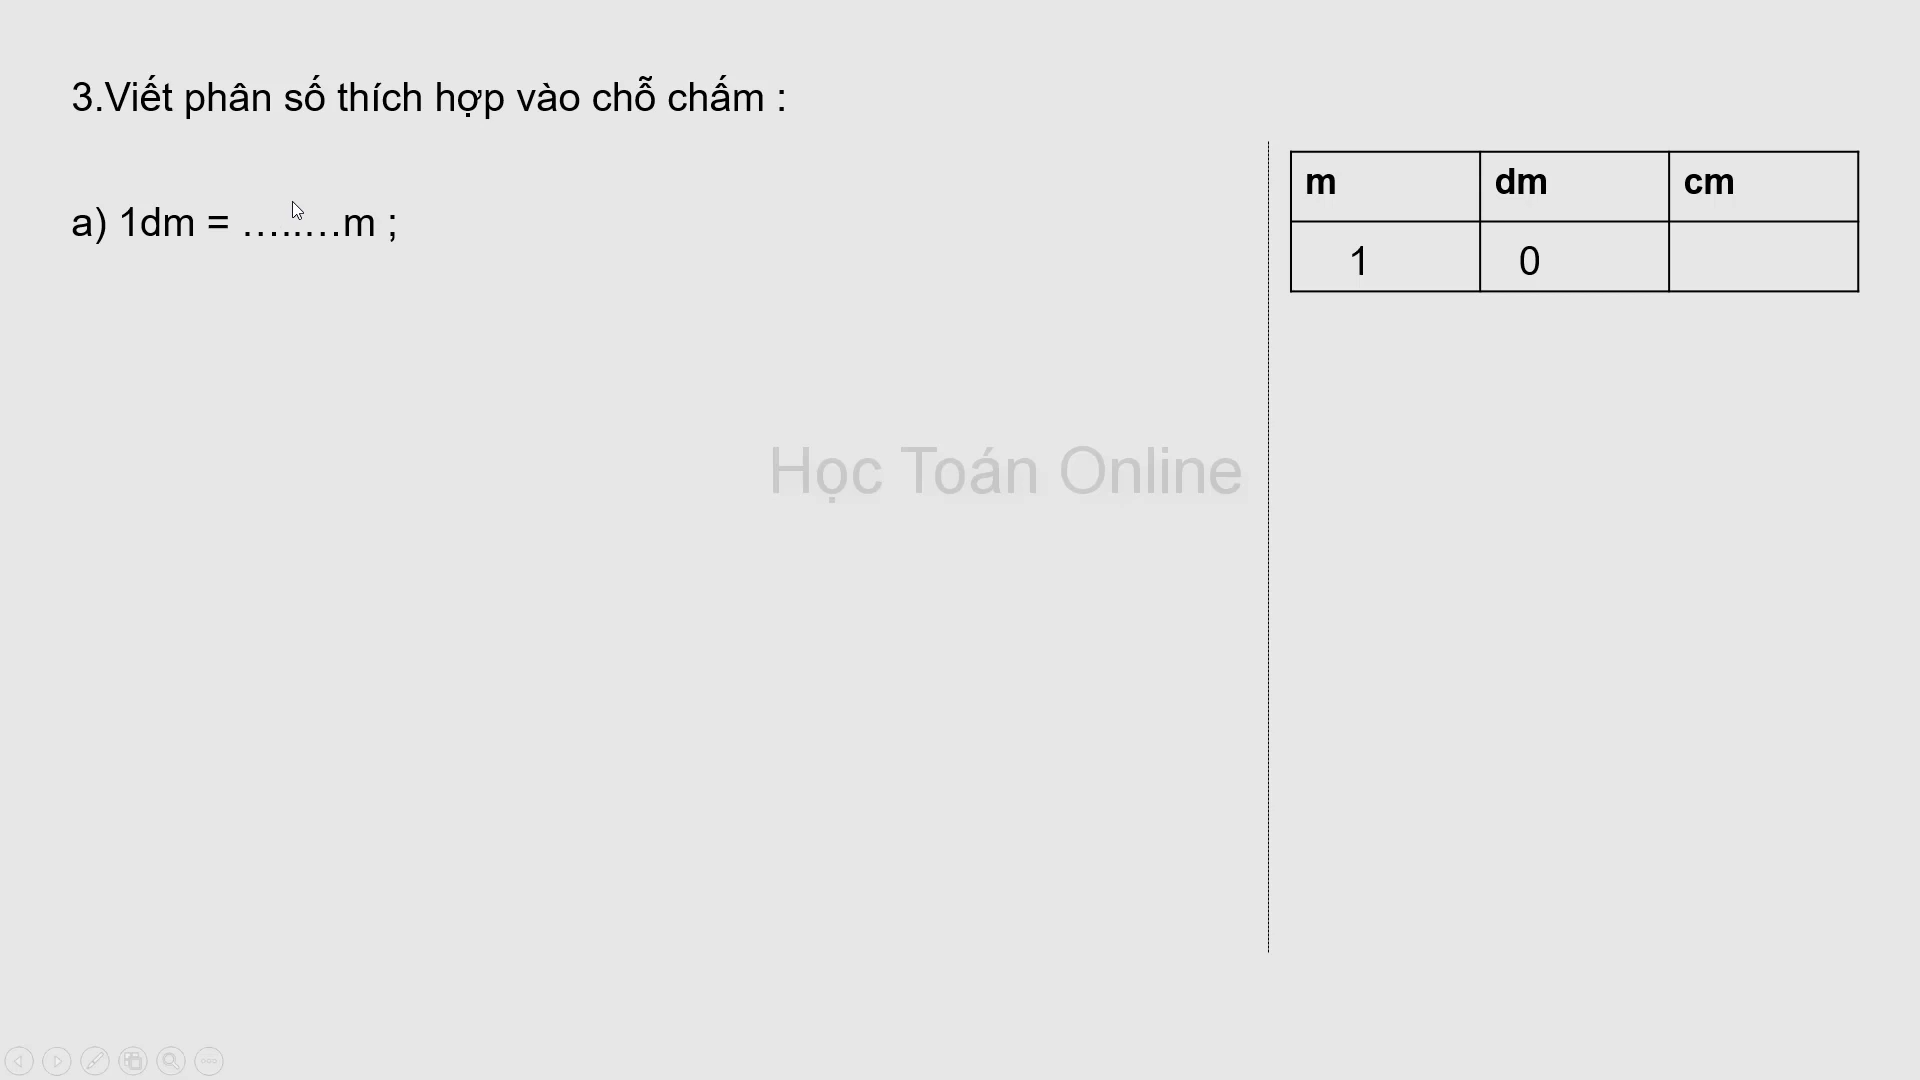 3.Viết phân số thích hợp vào chỗ chấm :
a) 1dm = ……..…m ;
m dm cm
1 0
Học Toán Online